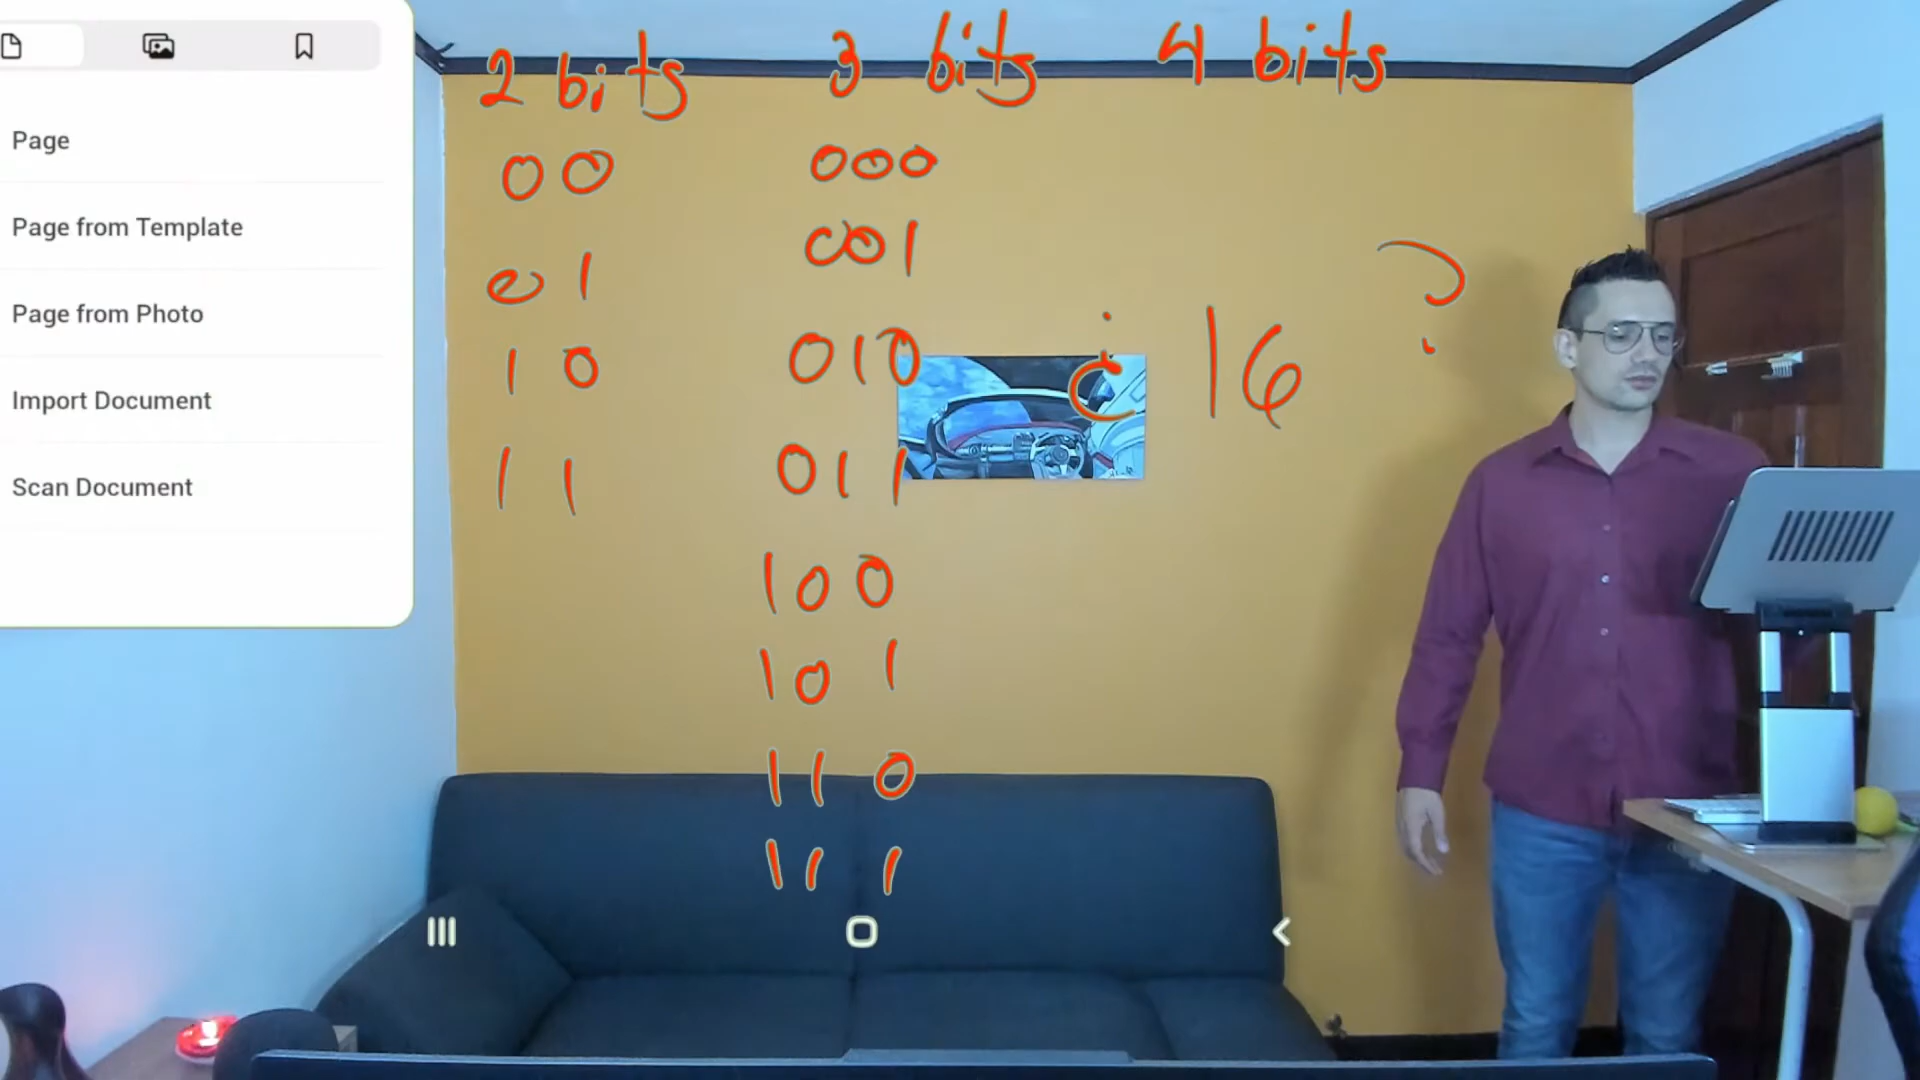 Page
Page from Template
Page from Photo
Import Document
Scan Document
2 bits
00
01
10
11
3 bits
000
001
010
011
100
101
110
111
4 bits
¿ 16 ?